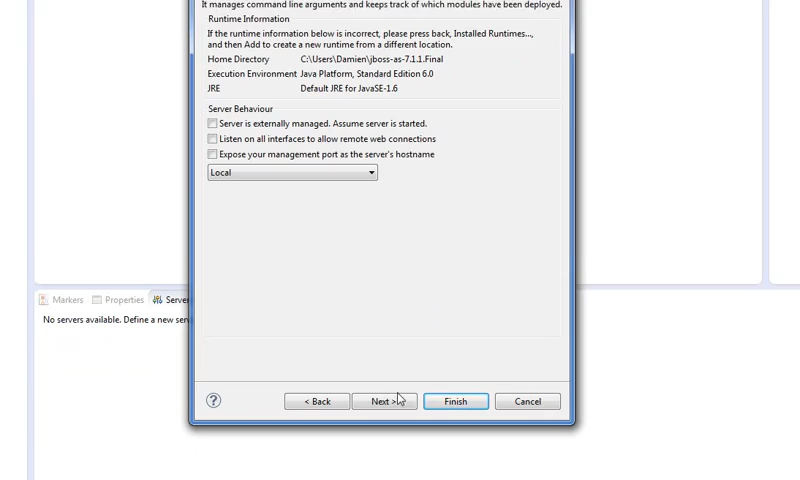 It manages command line arguments and keeps track of which modules have been deployed.
Runtime Information
If the runtime information below is incorrect, please press back, Installed Runtimes...,
and then Add to create a new runtime from a different location.
Home Directory C:\Users\Damien\jboss-as-7.1.1.Final
Execution Environment Java Platform, Standard Edition 6.0
JRE Default JRE for JavaSE-1.6
Server Behaviour
Server is externally managed. Assume server is started.
Listen on all interfaces to allow remote web connections
Expose your management port as the server's hostname
Local
Markers Properties Server
No servers available. Define a new
? < Back Next > Finish Cancel